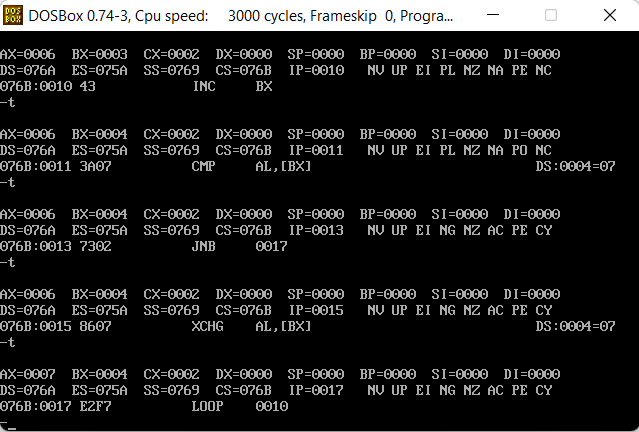 DOS BOX DOSBox 0.74-3, Cpu speed: 3000 cycles, Frameskip 0, Progra...
AX=0006 BX=0003 CX=0002 DX=0000 SP=0000 BP=0000 SI=0000 DI=0000
DS=076A ES=075A SS=0769 CS=076B IP=0010 NV UP EI PL NZ NA PE NC
076B:0010 43 INC BX
-t
AX=0006 BX=0004 CX=0002 DX=0000 SP=0000 BP=0000 SI=0000 DI=0000
DS=076A ES=075A SS=0769 CS=076B IP=0011 NV UP EI PL NZ NA PO NC
076B:0011 3A07 CMP AL,[BX] DS:0004=07
-t
AX=0006 BX=0004 CX=0002 DX=0000 SP=0000 BP=0000 SI=0000 DI=0000
DS=076A ES=075A SS=0769 CS=076B IP=0013 NV UP EI NG NZ AC PE CY
076B:0013 7302 JNB 0017
-t
AX=0006 BX=0004 CX=0002 DX=0000 SP=0000 BP=0000 SI=0000 DI=0000
DS=076A ES=075A SS=0769 CS=076B IP=0015 NV UP EI NG NZ AC PE CY
076B:0015 8607 XCHG AL,[BX] DS:0004=07
-t
AX=0007 BX=0004 CX=0002 DX=0000 SP=0000 BP=0000 SI=0000 DI=0000
DS=076A ES=075A SS=0769 CS=076B IP=0017 NV UP EI NG NZ AC PE CY
076B:0017 E2F7 LOOP 0010
-_